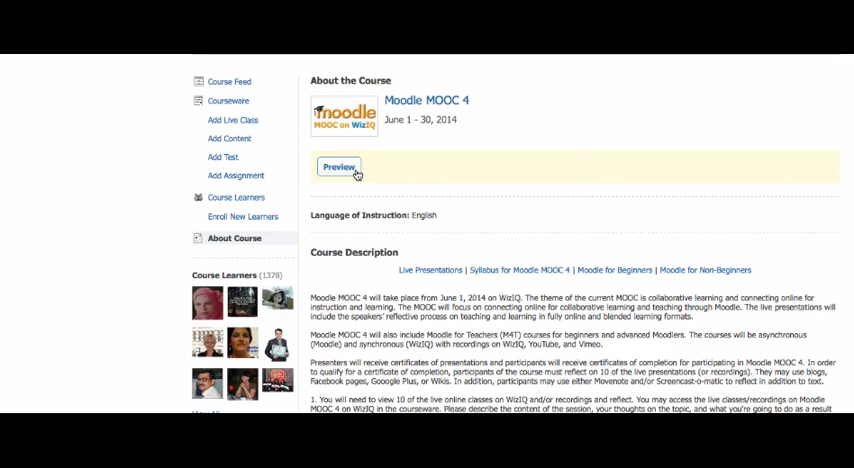 Course Feed
Courseware
Add Live Class
Add Content
Add Test
Add Assignment
Course Learners
Enroll New Learners
About Course
Course Learners (1378)
View All
About the Course
moodle
MOOC on WizIQ
Moodle MOOC 4
June 1 - 30, 2014
Preview
Language of Instruction: English
Course Description
Live Presentations | Syllabus for Moodle MOOC 4 | Moodle for Beginners | Moodle for Non-Beginners
Moodle MOOC 4 will take place from June 1, 2014 on WizIQ. The theme of the current MOOC is collaborative learning and connecting online for
instruction and learning. The MOOC will focus on connecting online for collaborative learning and teaching through Moodle. The live presentations will
include the speakers' reflective process on teaching and learning in fully online and blended learning formats.
Moodle MOOC 4 will also include Moodle for Teachers (M4T) courses for beginners and advanced Moodlers. The courses will be asynchronous
(Moodle) and synchronous (WizIQ) with recordings on WizIQ, YouTube, and Vimeo.
Presenters will receive certificates of presentations and participants will receive certificates of completion for participating in Moodle MOOC 4. In order
to qualify for a certificate of completion, participants of the course must reflect on 10 of the live presentations (or recordings). They may use blogs,
Facebook pages, Gooogle Plus, or Wikis. In addition, participants may use either Movenote and/or Screencast-o-matic to reflect in addition to text.
1. You will need to view 10 of the live online classes on WizIQ and/or recordings and reflect. You may access the live classes/recordings on Moodle
MOOC 4 on WizIQ in the courseware. Please describe the content of the session, your thoughts on the topic, and what you're going to do as a result